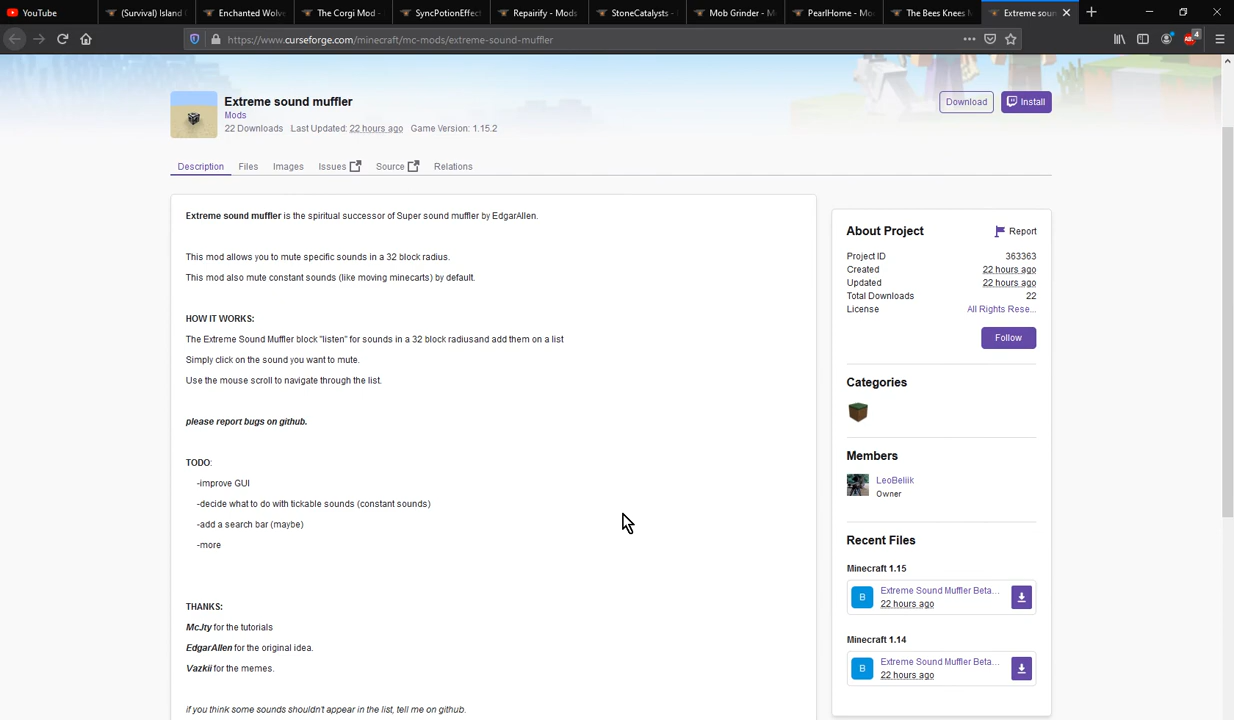 YouTube
(Survival) Island
Enchanted Wolv
The Corgi Mod -
SyncPotionEffect
Repairify - Mods
StoneCatalysts -
Mob Grinder - M
PearlHome - Mo
The Bees Knees
Extreme soun
https://www.curseforge.com/minecraft/mc-mods/extreme-sound-muffler
4
Extreme sound muffler
Mods
22 Downloads Last Updated: 22 hours ago Game Version: 1.15.2
Download
Install
Description
Files
Images
Issues
Source
Relations
Extreme sound muffler is the spiritual successor of Super sound muffler by EdgarAllen.
This mod allows you to mute specific sounds in a 32 block radius.
This mod also mute constant sounds (like moving minecarts) by default.
HOW IT WORKS:
The Extreme Sound Muffler block "listen" for sounds in a 32 block radiusand add them on a list
Simply click on the sound you want to mute.
Use the mouse scroll to navigate through the list.
please report bugs on github.
TODO:
-improve GUI
-decide what to do with tickable sounds (constant sounds)
-add a search bar (maybe)
-more
THANKS:
McJty for the tutorials
EdgarAllen for the original idea.
Vazkii for the memes.
if you think some sounds shouldn't appear in the list, tell me on github.
About Project
Report
Project ID 363363
Created 22 hours ago
Updated 22 hours ago
Total Downloads 22
License All Rights Rese...
Follow
Categories
Members
LeoBeliik
Owner
Recent Files
Minecraft 1.15
B
Extreme Sound Muffler Beta...
22 hours ago
Minecraft 1.14
B
Extreme Sound Muffler Beta...
22 hours ago